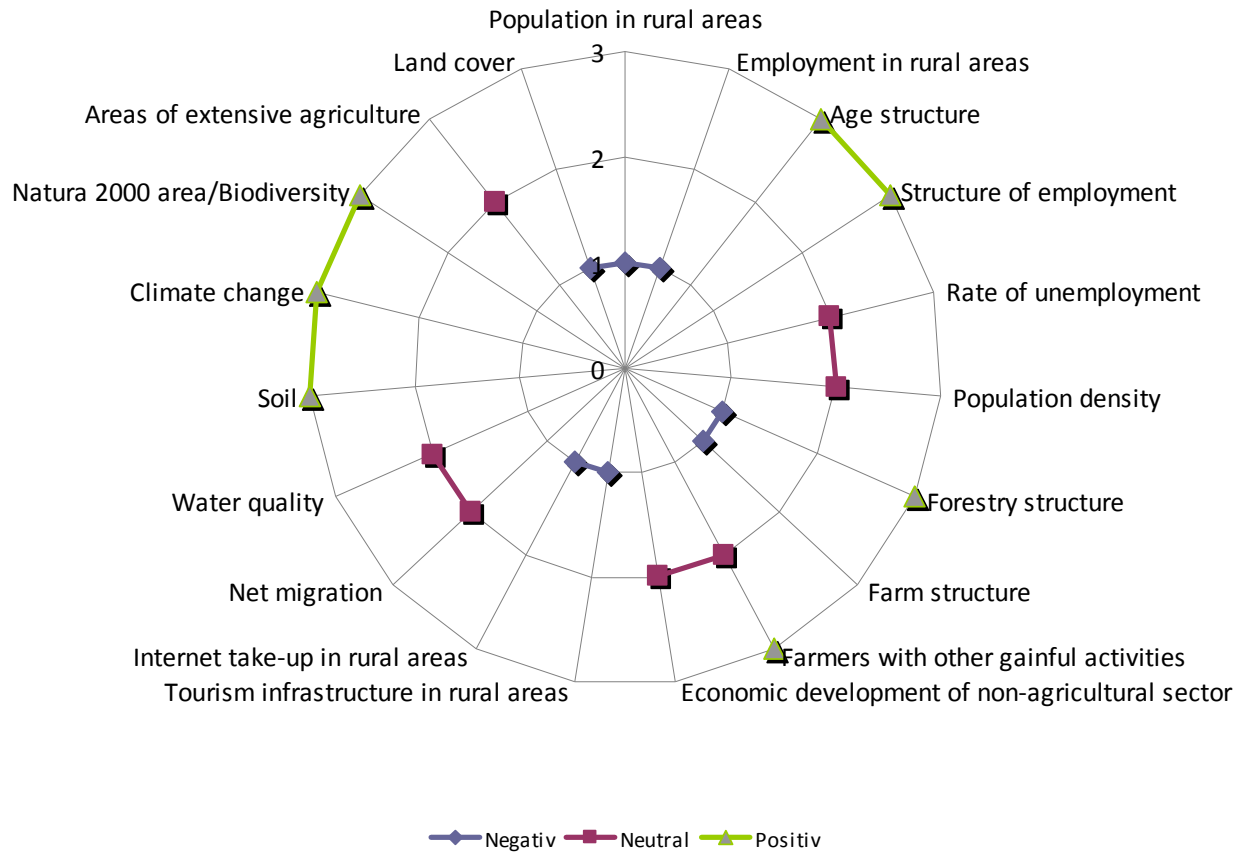 Population in rural areas
Employment in rural areas
Age structure
Structure of employment
Rate of unemployment
Population density
Forestry structure
Farm structure
Farmers with other gainful activities
Economic development of non-agricultural sector
Tourism infrastructure in rural areas
Internet take-up in rural areas
Net migration
Water quality
Soil
Climate change
Natura 2000 area/Biodiversity
Areas of extensive agriculture
Land cover
3
2
1
0
Negativ Neutral Positiv